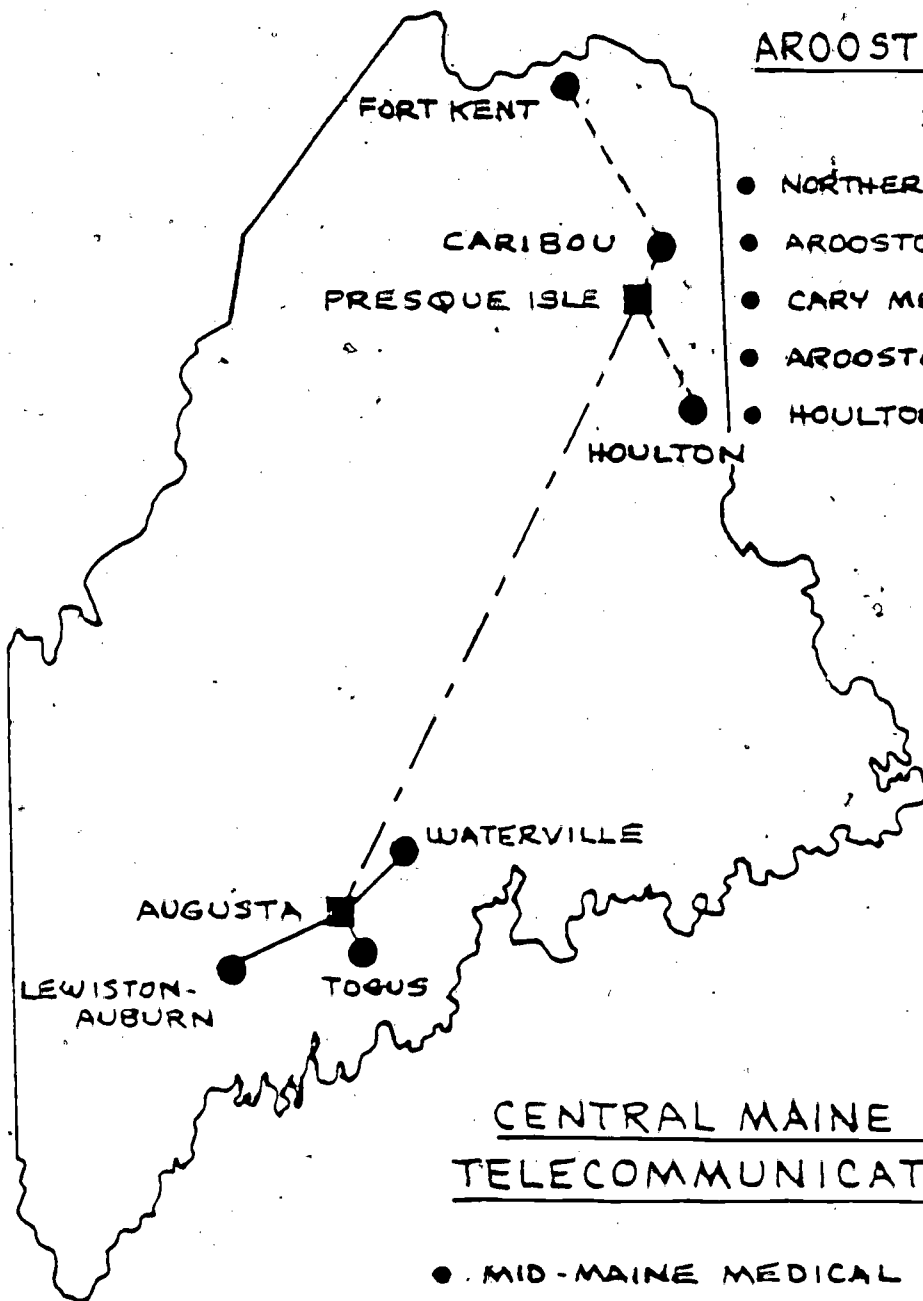 AROOST
FORT KENT
NORTHER
CARIBOU
AROOSTO
PRESQUE ISLE
CARY ME
AROOSTO
HOULTON
HOULTON
WATERVILLE
AUGUSTA
LEWISTON-
AUBURN
TOGUS
CENTRAL MAINE
TELECOMMUNICAT
MID-MAINE MEDICAL